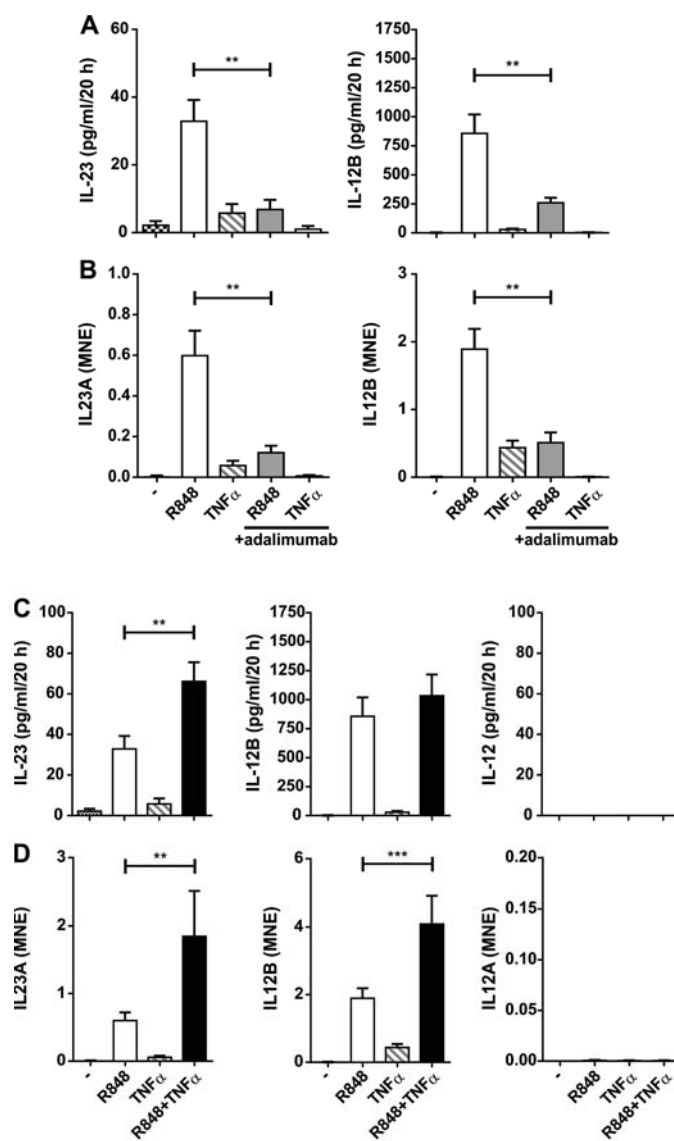 A
IL-23 (pg/ml/20 h)
60
40
20
0
**
IL-12B (pg/ml/20 h)
1750
1500
1250
1000
750
500
250
0
**
B
IL23A (MNE)
1.0
0.8
0.6
0.4
0.2
0.0
**
- R848 TNFα R848 TNFα
+adalimumab
IL12B (MNE)
3
2
1
0
**
- R848 TNFα R848 TNFα
+adalimumab
C
IL-23 (pg/ml/20 h)
100
80
60
40
20
0
**
IL-12B (pg/ml/20 h)
1750
1500
1250
1000
750
500
250
0
IL-12 (pg/ml/20 h)
100
80
60
40
20
0
D
IL23A (MNE)
3
2
1
0
**
- R848 TNFα R848+TNFα
IL12B (MNE)
6
4
2
0
***
- R848 TNFα R848+TNFα
IL12A (MNE)
0.20
0.15
0.10
0.05
0.00
- R848 TNFα R848+TNFα